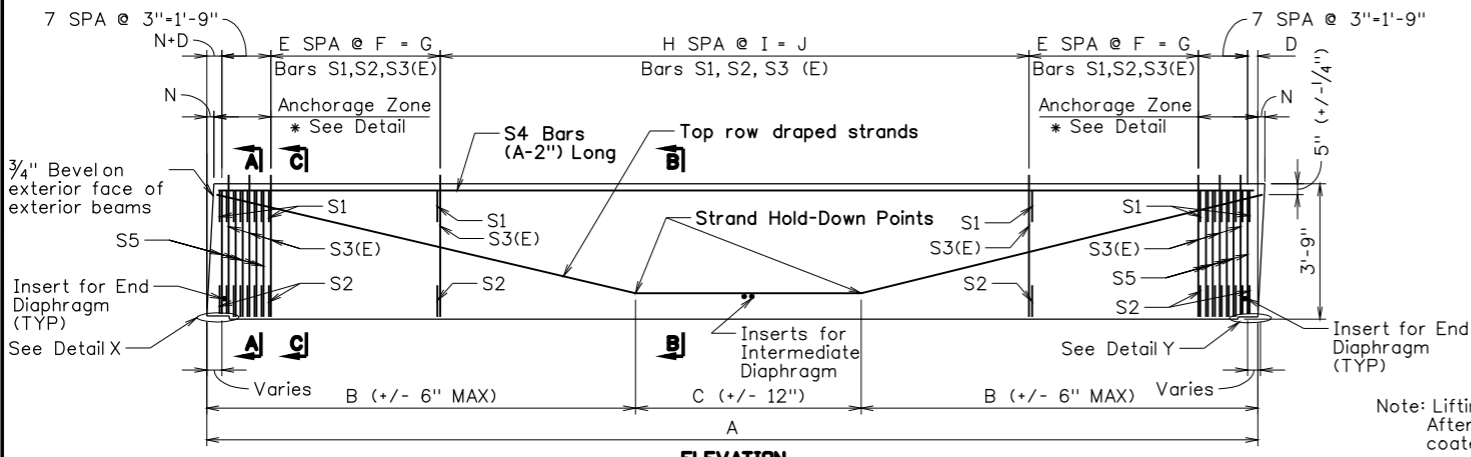 7 SPA @ 3"=1'-9"
7 SPA @ 3"=1'-9"
N+D
E SPA @ F = G
H SPA @ I = J
E SPA @ F = G
D
Bars S1,S2,S3(E)
Bars S1, S2, S3 (E)
Bars S1,S2,S3(E)
5" (+/-1/4")
N
N
Anchorage Zone
* See Detail
Anchorage Zone
* See Detail
S4 Bars
(A-2") Long
Top row draped strands
A
C
B
3/4" Bevel on
exterior face of
exterior beams
S1
S1
S3(E)
Strand Hold-Down Points
S1
S3(E)
S1
S3(E)
3'-9"
S5
S3(E)
S5
Insert for End
Diaphragm
(TYP)
S2
S2
S2
S2
See Detail X
A
C
B
Inserts for
Intermediate
Diaphragm
See Detail Y
Insert for End
Diaphragm
(TYP)
Varies
Varies
B (+/- 6" MAX)
C (+/- 12")
B (+/- 6" MAX)
A
Note: Liftin
After
coate
ELEVATION